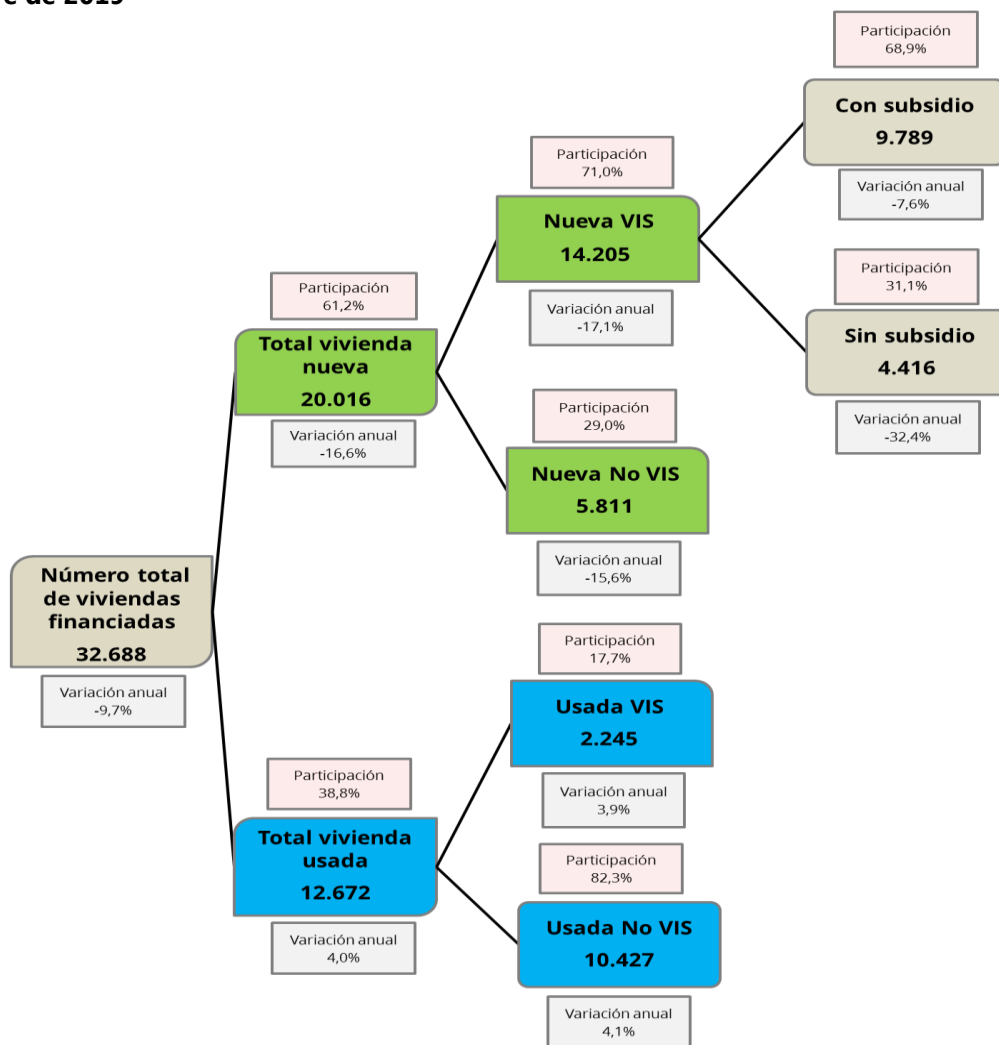 e de 2019
Participación
68,9%
Con subsidio
9.789
Variación anual
-7,6%
Participación
71,0%
Nueva VIS
14.205
Variación anual
-17,1%
Participación
31,1%
Sin subsidio
4.416
Variación anual
-32,4%
Participación
61,2%
Total vivienda
nueva
20.016
Variación anual
-16,6%
Participación
29,0%
Nueva No VIS
5.811
Variación anual
-15,6%
Número total
de viviendas
financiadas
32.688
Variación anual
-9,7%
Participación
17,7%
Usada VIS
2.245
Variación anual
3,9%
Participación
38,8%
Total vivienda
usada
12.672
Variación anual
4,0%
Participación
82,3%
Usada No VIS
10.427
Variación anual
4,1%